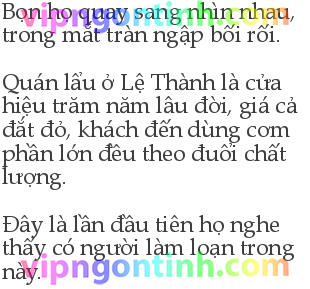 vipngontinh.com
Bọn họ quay sang nhìn nhau,
trong mắt tràn ngập bối rối.
Quán lẩu ở Lệ Thành là cửa
hiệu trăm năm lâu đời, giá cả
đắt đỏ, khách đến dùng cơm
phần lớn đều theo đuổi chất
lượng.
Đây là lần đầu tiên họ nghe
thấy có người làm loạn trong
này.
vipngontinh.com